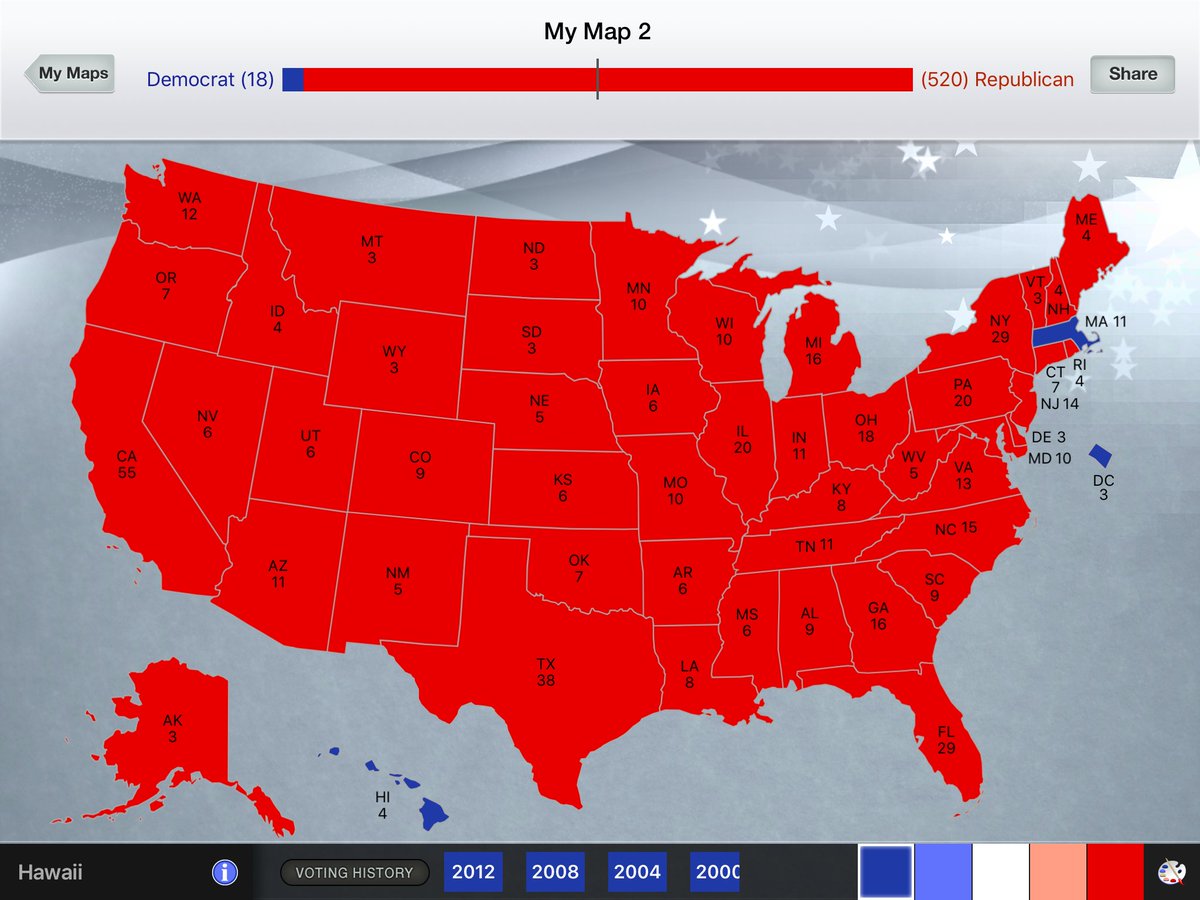 My Map 2
My Maps
Democrat (18)
(520) Republican
Share
WA
12
OR
7
CA
55
NV
6
ID
4
MT
3
WY
3
UT
6
CO
9
AZ
11
NM
5
ND
3
SD
3
NE
5
KS
6
OK
7
TX
38
MN
10
IA
6
MO
10
AR
6
LA
8
WI
10
IL
20
MI
16
IN
11
OH
18
KY
8
TN 11
MS
6
AL
9
GA
16
FL
29
SC
9
NC 15
VA
13
WV
5
PA
20
NY
29
VT
3
4
NH
ME
4
MA 11
RI
4
CT
7
NJ 14
DE 3
MD 10
DC
3
AK
3
HI
4
Hawaii
i
VOTING HISTORY
2012
2008
2004
2000